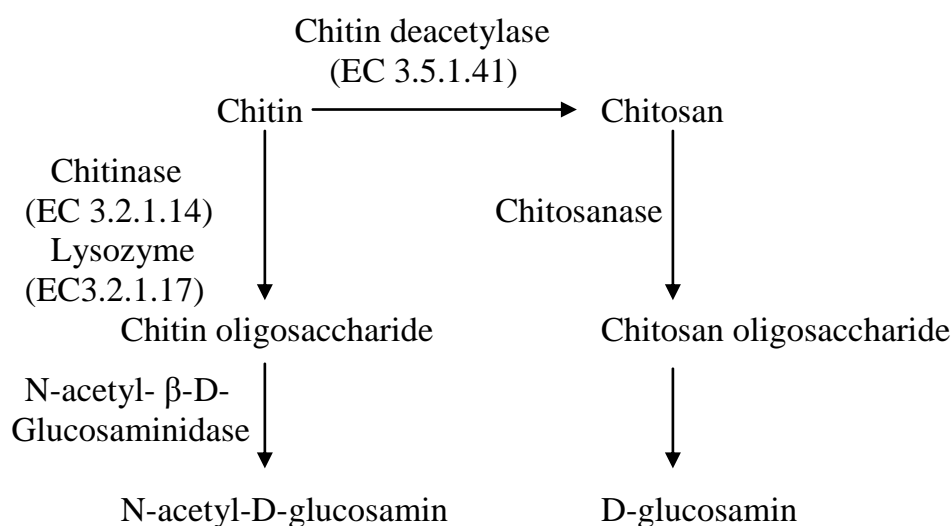 Chitin deacetylase
(EC 3.5.1.41)
Chitin
Chitosan
Chitinase
(EC 3.2.1.14)
Lysozyme
(EC3.2.1.17)
Chitosanase
Chitin oligosaccharide
Chitosan oligosaccharide
N-acetyl- β-D-
Glucosaminidase
N-acetyl-D-glucosamin
D-glucosamin